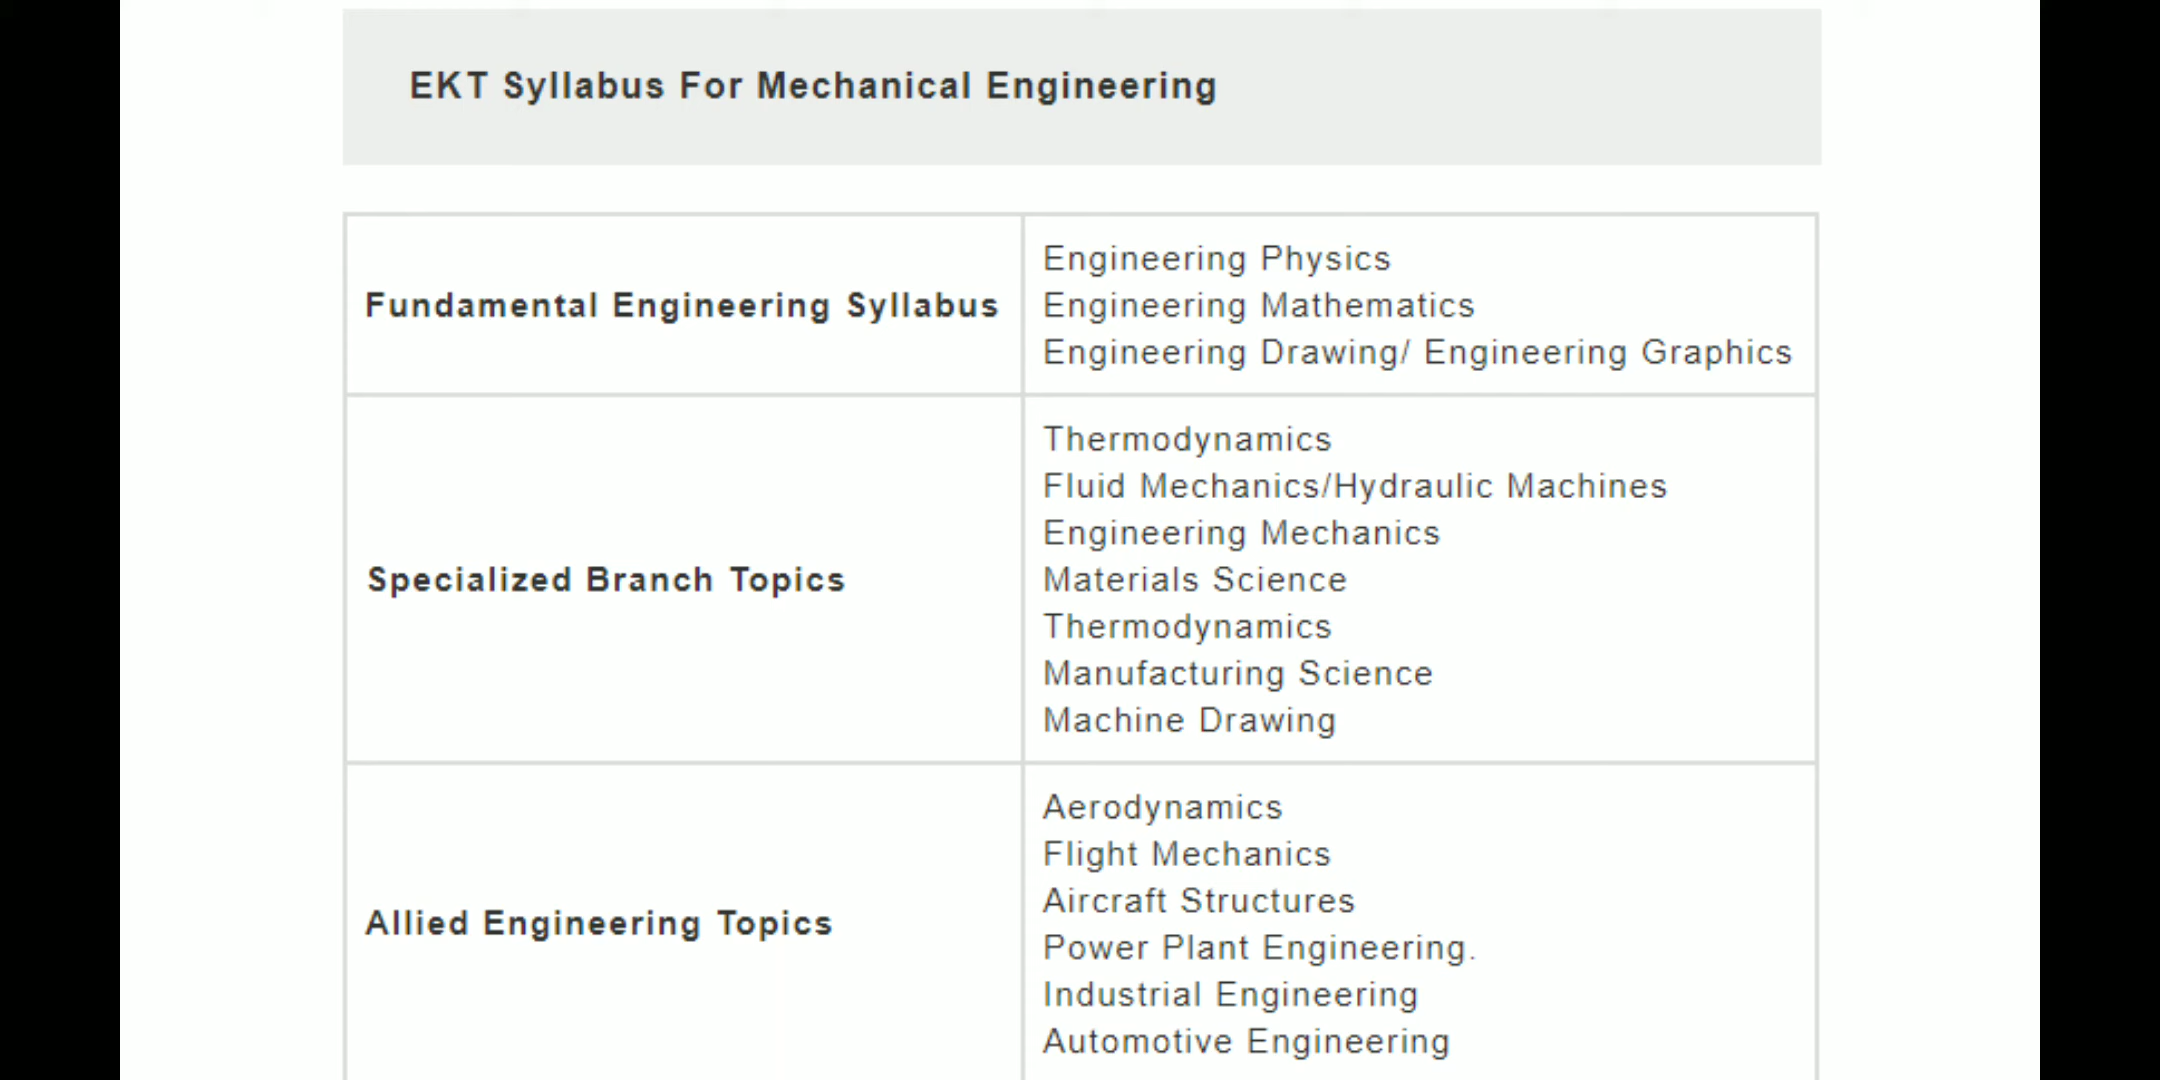 EKT Syllabus For Mechanical Engineering
Fundamental Engineering Syllabus
Engineering Physics
Engineering Mathematics
Engineering Drawing/ Engineering Graphics
Specialized Branch Topics
Thermodynamics
Fluid Mechanics/Hydraulic Machines
Engineering Mechanics
Materials Science
Thermodynamics
Manufacturing Science
Machine Drawing
Allied Engineering Topics
Aerodynamics
Flight Mechanics
Aircraft Structures
Power Plant Engineering.
Industrial Engineering
Automotive Engineering